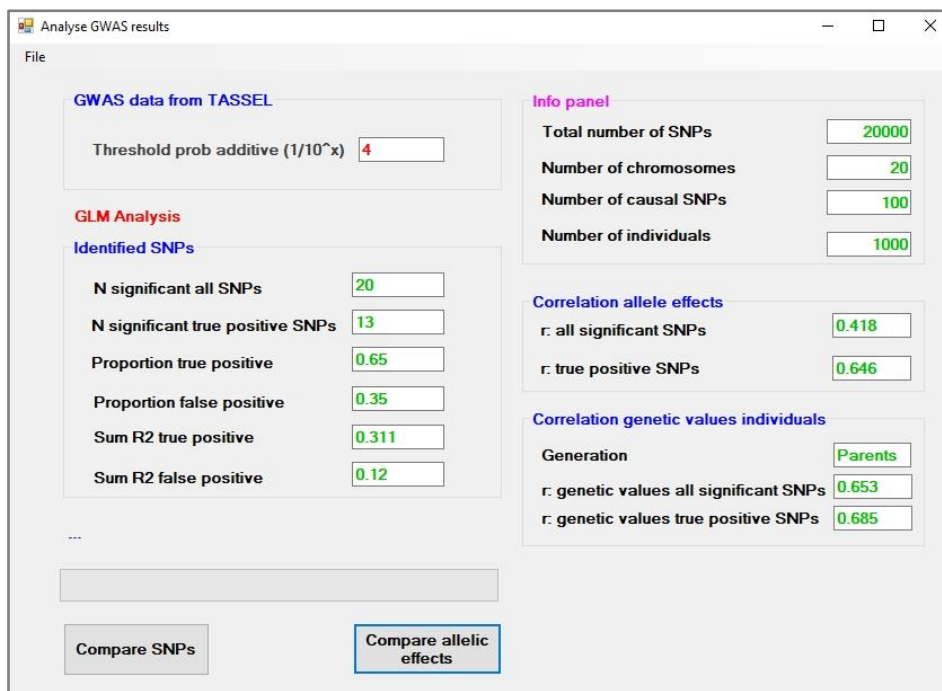 Analyse GWAS results
File
GWAS data from TASSEL
Threshold prob additive (1/10^x) 4
GLM Analysis
Identified SNPs
N significant all SNPs 20
N significant true positive SNPs 13
Proportion true positive 0.65
Proportion false positive 0.35
Sum R2 true positive 0.311
Sum R2 false positive 0.12
---
Compare SNPs
Compare allelic
effects
Info panel
Total number of SNPs 20000
Number of chromosomes 20
Number of causal SNPs 100
Number of individuals 1000
Correlation allele effects
r: all significant SNPs 0.418
r: true positive SNPs 0.646
Correlation genetic values individuals
Generation Parents
r: genetic values all significant SNPs 0.653
r: genetic values true positive SNPs 0.685